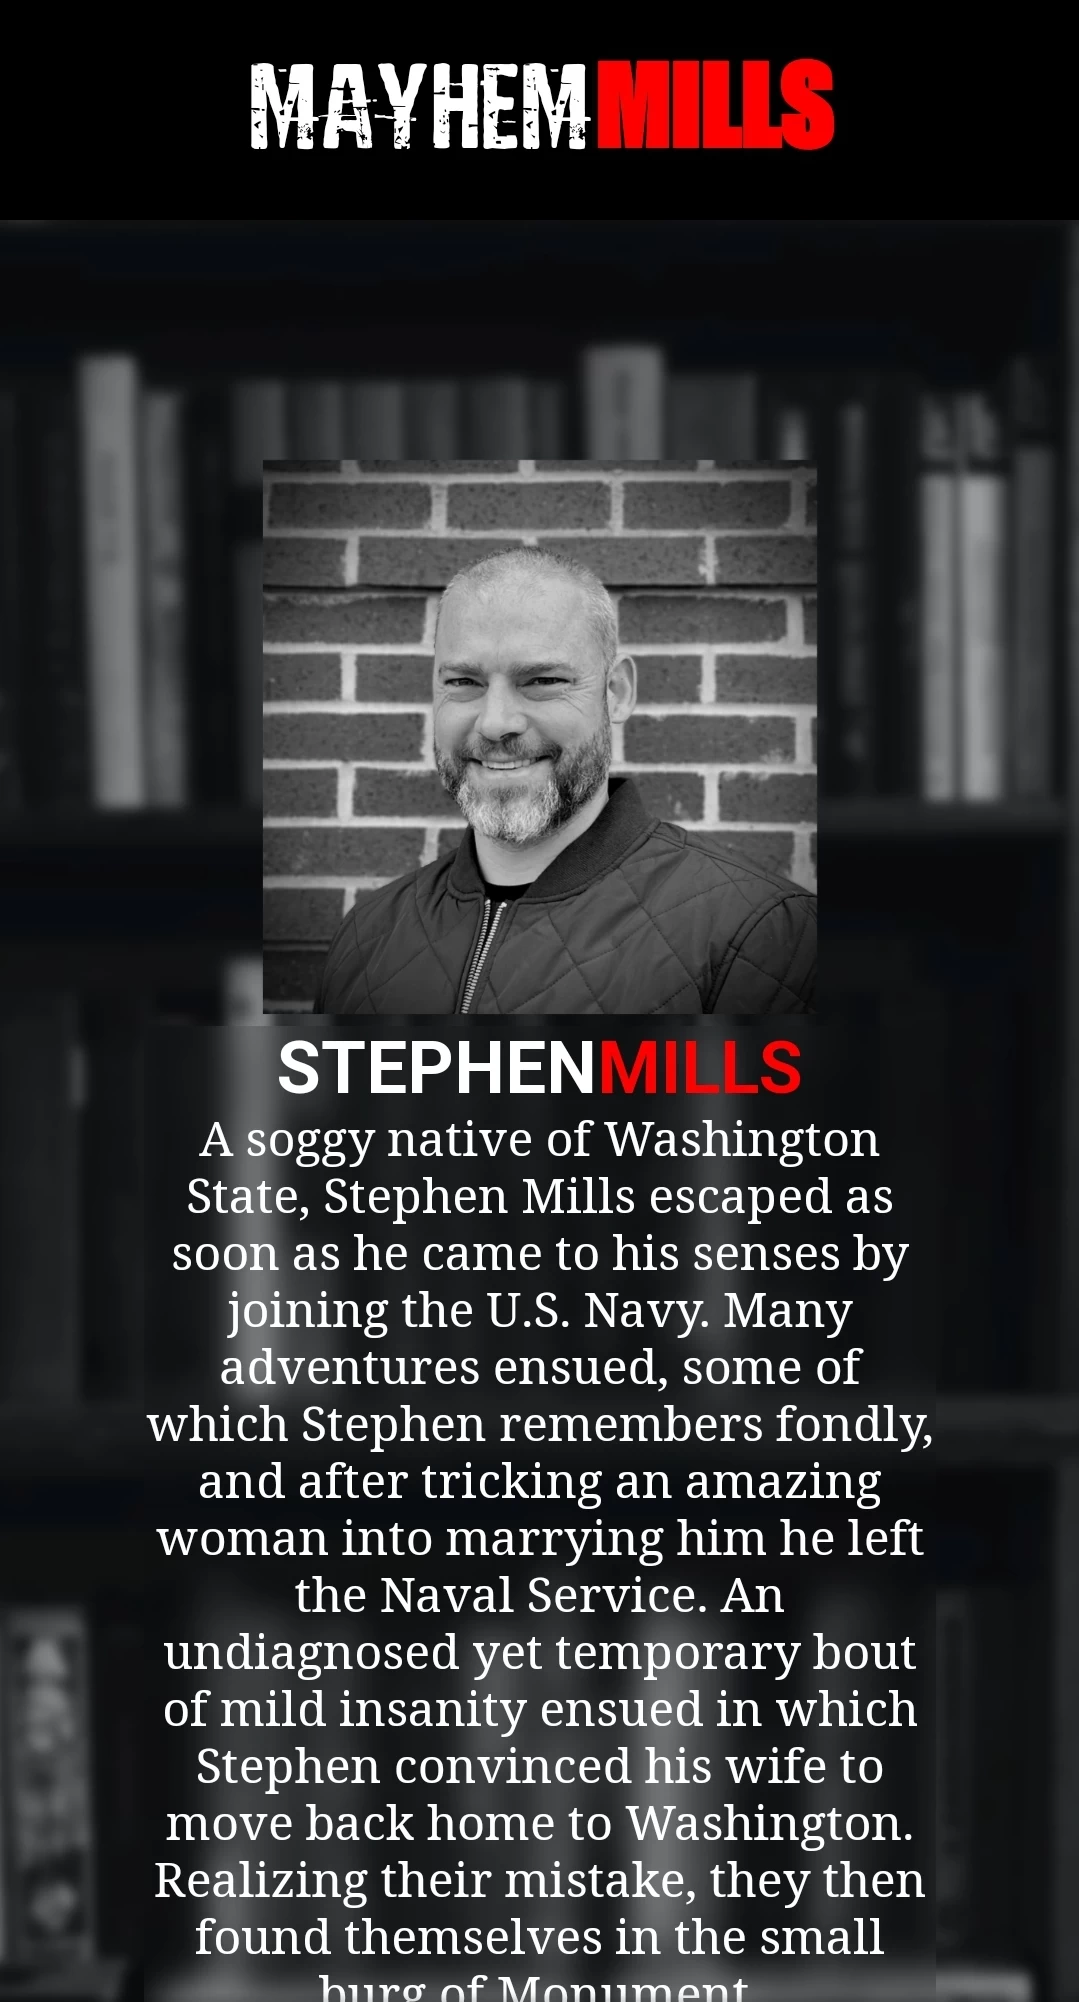 MAYHEMMILLS
STEPHENMILLS
A soggy native of Washington
State, Stephen Mills escaped as
soon as he came to his senses by
joining the U.S. Navy. Many
adventures ensued, some of
which Stephen remembers fondly,
and after tricking an amazing
woman into marrying him he left
the Naval Service. An
undiagnosed yet temporary bout
of mild insanity ensued in which
Stephen convinced his wife to
move back home to Washington.
Realizing their mistake, they then
found themselves in the small
burg of Monument,